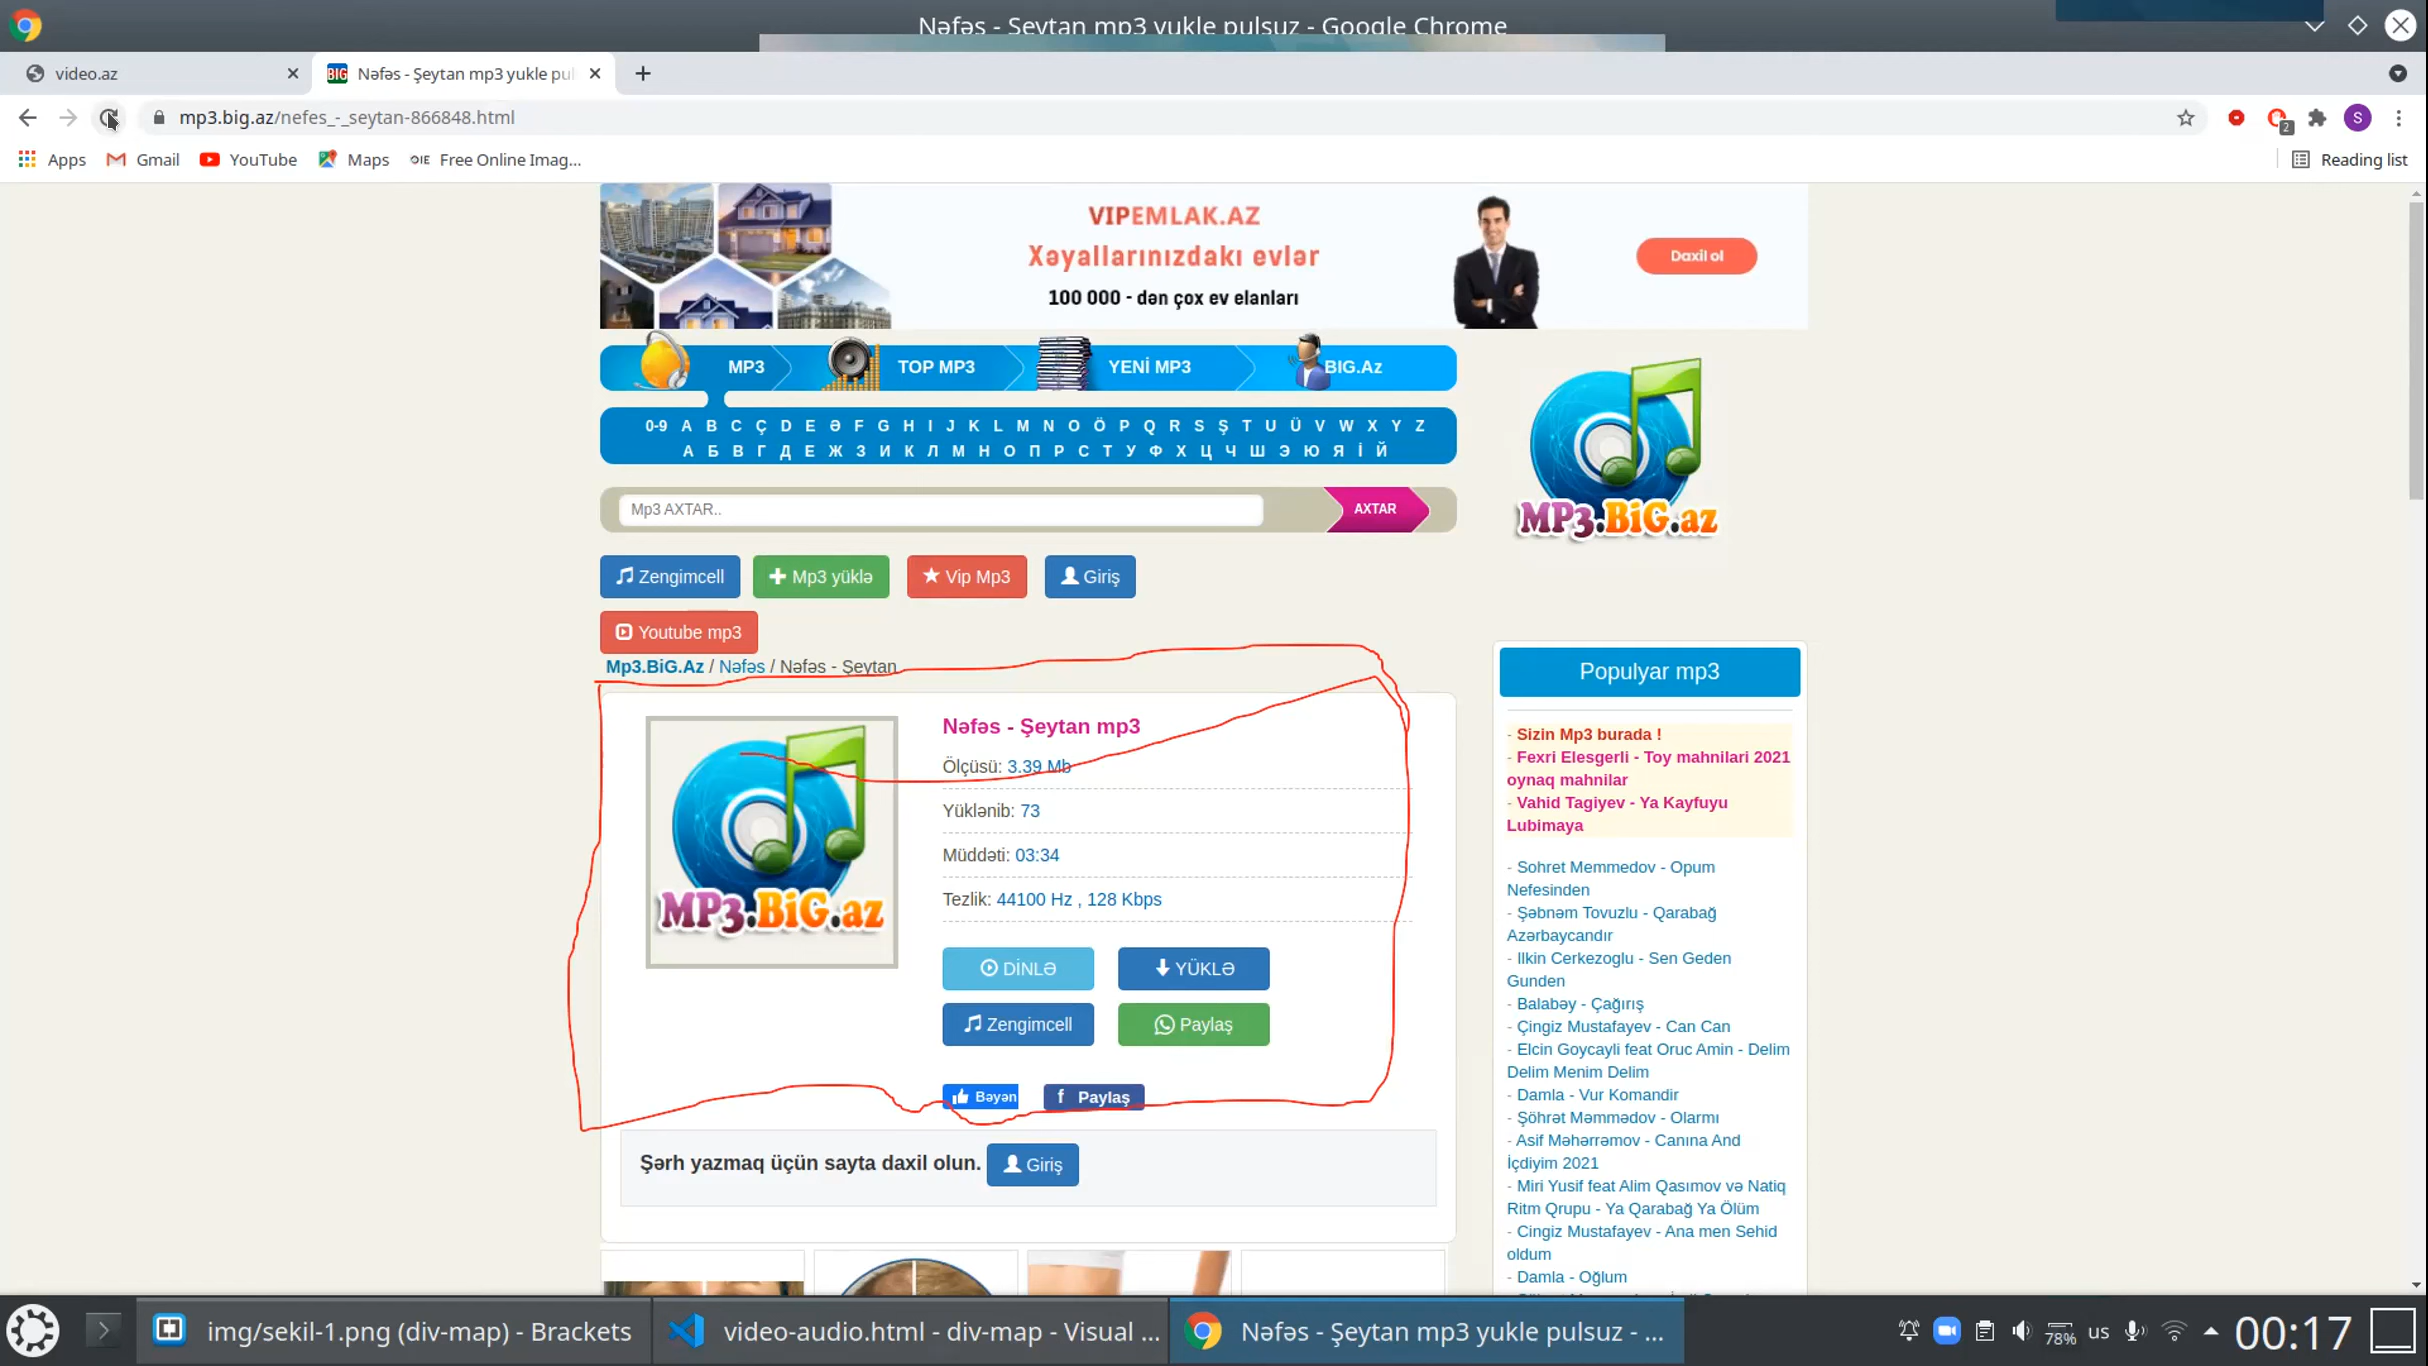 Nəfəs - Şeytan mp3 yukle pulsuz - Google Chrome
video.az
Nəfəs - Şeytan mp3 yukle pul
mp3.big.az/nefes_-_seytan-866848.html
S
2
Apps
Gmail
YouTube
Maps
OIE Free Online Imag...
Reading list
VIPEMLAK.AZ
Xəyallarınızdakı evlər
100 000 - dən çox ev elanları
Daxil ol
MP3
TOP MP3
YENİ MP3
BIG.Az
0-9 A B C Ç D E Ə F G H I J K L M N O Ö P Q R S Ş T U Ü V W X Y Z
А Б В Г Д Е Ж З И К Л М Н О П Р С Т У Ф Х Ц Ч Ш Э Ю Я İ Й
Mp3 AXTAR..
AXTAR
MP3.BiG.az
Zengimcell
Mp3 yüklə
Vip Mp3
Giriş
Youtube mp3
Mp3.BiG.Az / Nəfəs / Nəfəs - Şeytan
MP3.BiG.az
Nəfəs - Şeytan mp3
Ölçüsü: 3.39 Mb
Yüklənib: 73
Müddəti: 03:34
Tezlik: 44100 Hz , 128 Kbps
DİNLƏ
YÜKLƏ
Zengimcell
Paylaş
Bəyən
f Paylaş
Şərh yazmaq üçün sayta daxil olun.
Giriş
Populyar mp3
- Sizin Mp3 burada !
- Fexri Elesgerli - Toy mahnilari 2021
oynaq mahnilar
- Vahid Tagiyev - Ya Kayfuyu
Lubimaya
- Sohret Memmedov - Opum
Nefesinden
- Şəbnəm Tovuzlu - Qarabağ
Azərbaycandır
- Ilkin Cerkezoglu - Sen Geden
Gunden
- Balabəy - Çağırış
- Çingiz Mustafayev - Can Can
- Elcin Goycayli feat Oruc Amin - Delim
Delim Menim Delim
- Damla - Vur Komandir
- Şöhrət Məmmədov - Olarmı
- Asif Məhərrəmov - Canına And
İçdiyim 2021
- Miri Yusif feat Alim Qasımov və Natiq
Ritm Qrupu - Ya Qarabağ Ya Ölüm
- Cingiz Mustafayev - Ana men Sehid
oldum
- Damla - Oğlum
img/sekil-1.png (div-map) - Brackets
video-audio.html - div-map - Visual ...
Nəfəs - Şeytan mp3 yukle pulsuz - ...
78%
us
00:17